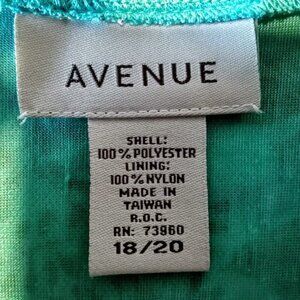 AVENUE
SHELL:
100% POLYESTER
LINING:
100% NYLON
MADE IN
TAIWAN
R.O.C.
RN: 73960
18/20